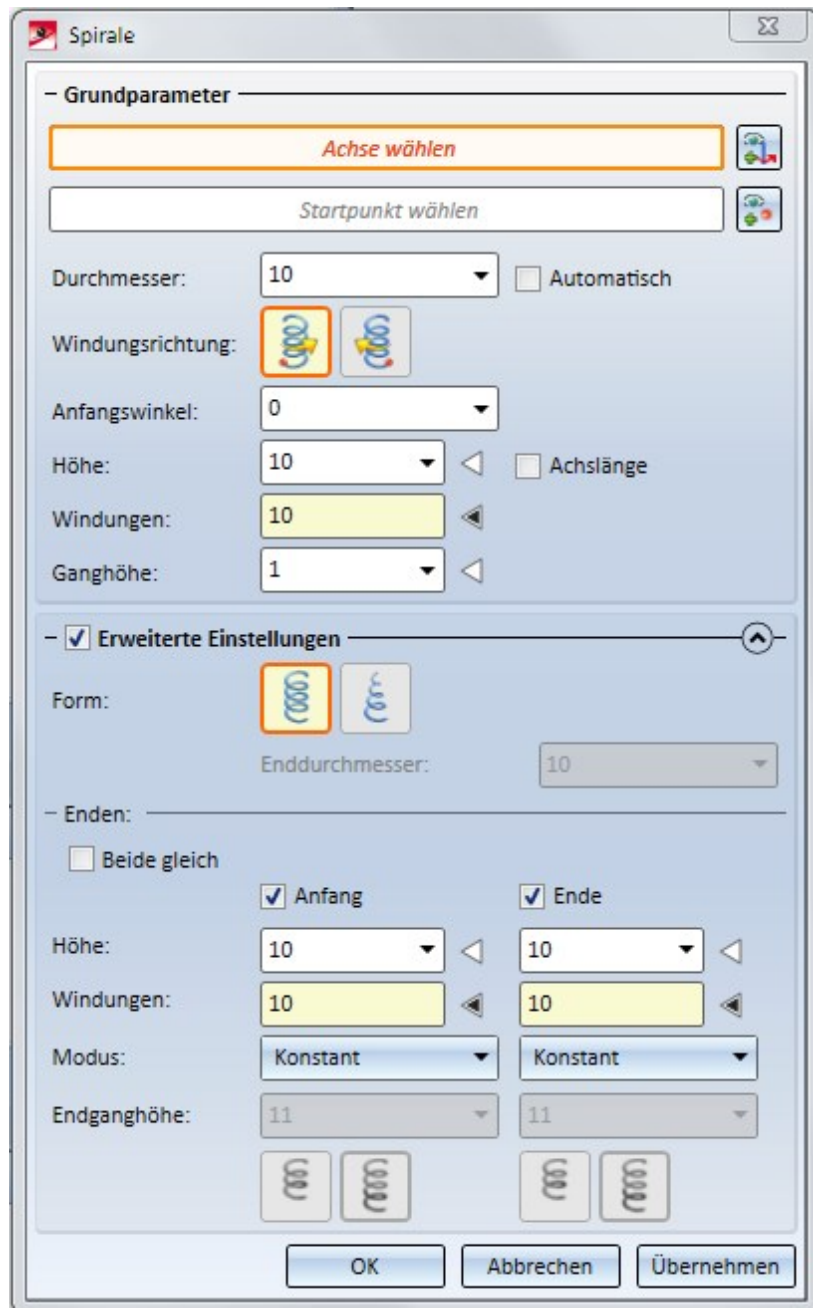 Spirale
Grundparameter
Achse wählen
Startpunkt wählen
Durchmesser: 10 Automatisch
Windungsrichtung:
Anfangswinkel: 0
Höhe: 10 Achslänge
Windungen: 10
Ganghöhe: 1
Erweiterte Einstellungen
Form:
Enddurchmesser: 10
Enden:
Beide gleich
Anfang Ende
Höhe: 10 10
Windungen: 10 10
Modus: Konstant Konstant
Endganghöhe: 11 11
OK Abbrechen Übernehmen